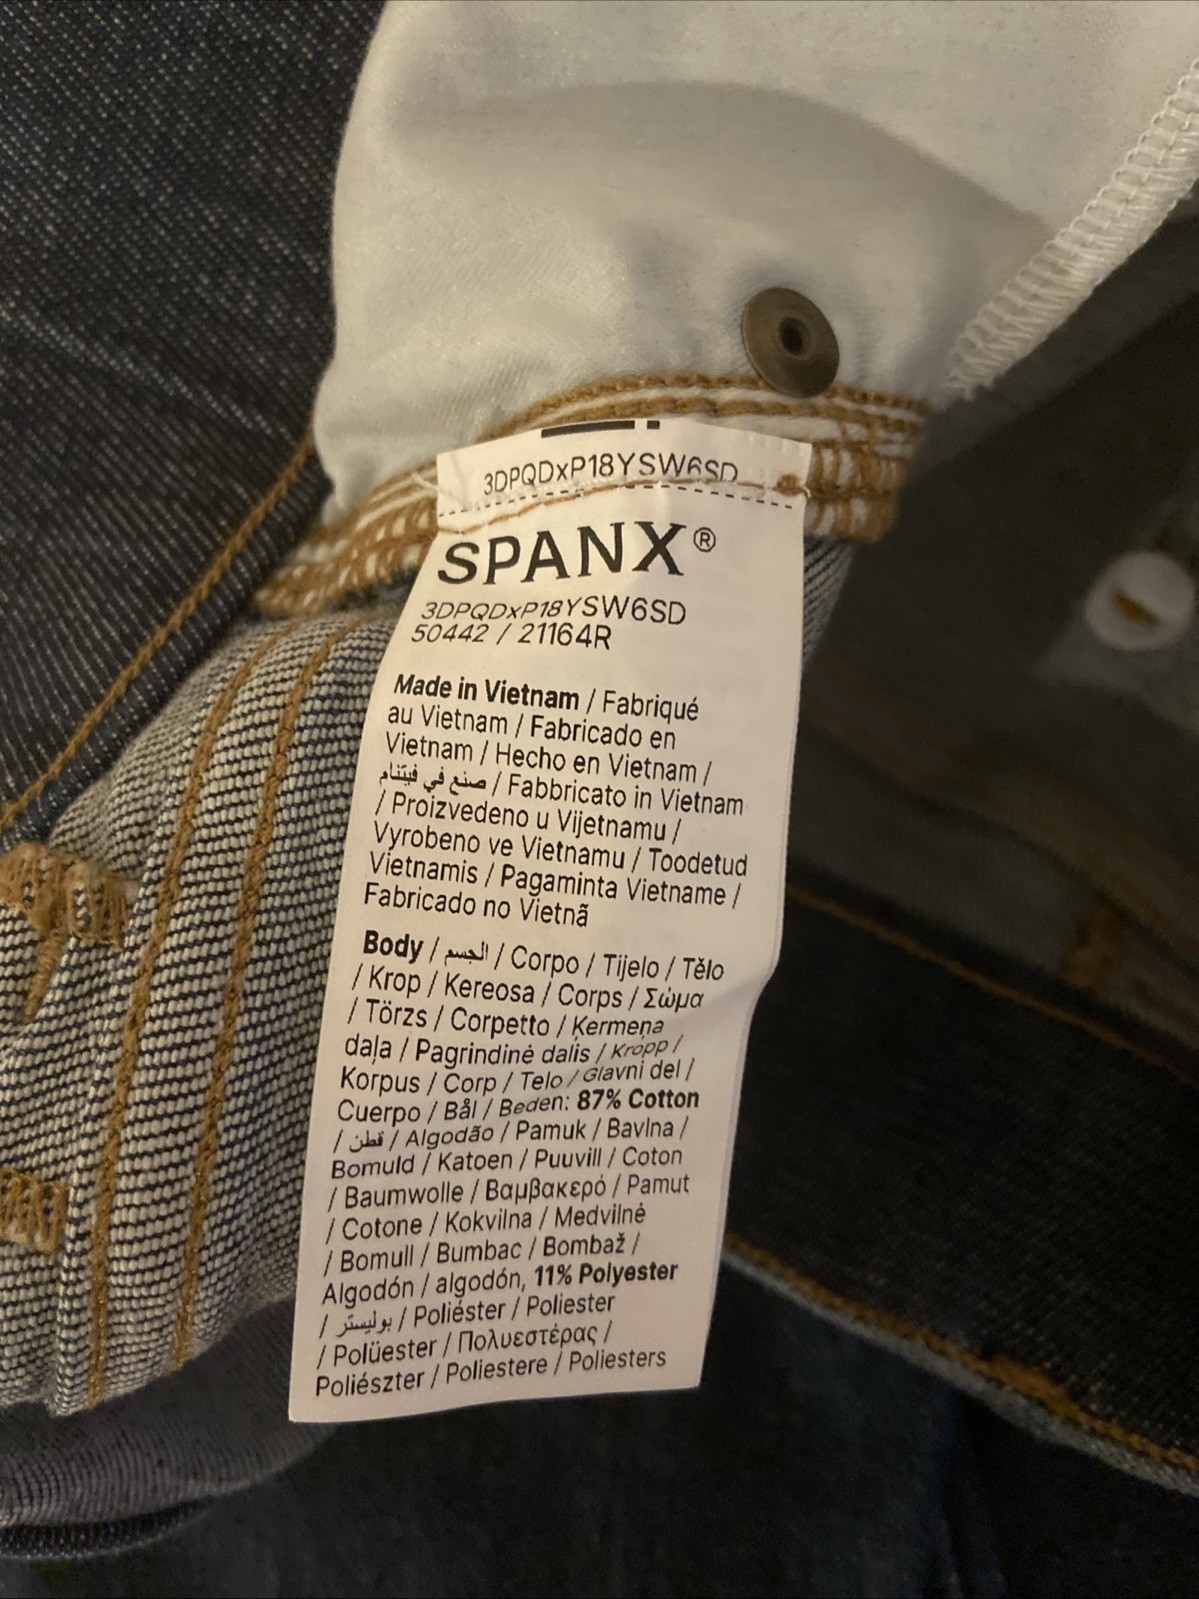 3DPQDxP18YSW6SD
SPANX®
3DPQDxP18YSW6SD
50442 / 21164R
Made in Vietnam / Fabriqué
au Vietnam / Fabricado en
Vietnam / Hecho en Vietnam /
صنع في فيتنام / Fabbricato in Vietnam
/ Proizvedeno u Vijetnamu /
Vyrobeno ve Vietnamu / Toodetud
Vietnamis / Pagaminta Vietname /
Fabricado no Vietnã
Body / الجسم / Corpo / Tijelo / Tělo
/ Krop / Kereosa / Corps / Σώμα
/ Törzs / Corpetto / Ķermeņa
daļa / Pagrindinė dalis / Kropp /
Korpus / Corp / Telo / Glavni del /
Cuerpo / Bål / Beden: 87% Cotton
/ قطن / Algodão / Pamuk / Bavlna /
Bomuld / Katoen / Puuvill / Coton
/ Baumwolle / Βαμβακερό / Pamut
/ Cotone / Kokvilna / Medvilnė
/ Bomull / Bumbac / Bombaž /
Algodón / algodón, 11% Polyester
/ بوليستر / Poliéster / Poliester
/ Polüester / Πολυεστέρας /
Poliészter / Poliestere / Poliesters